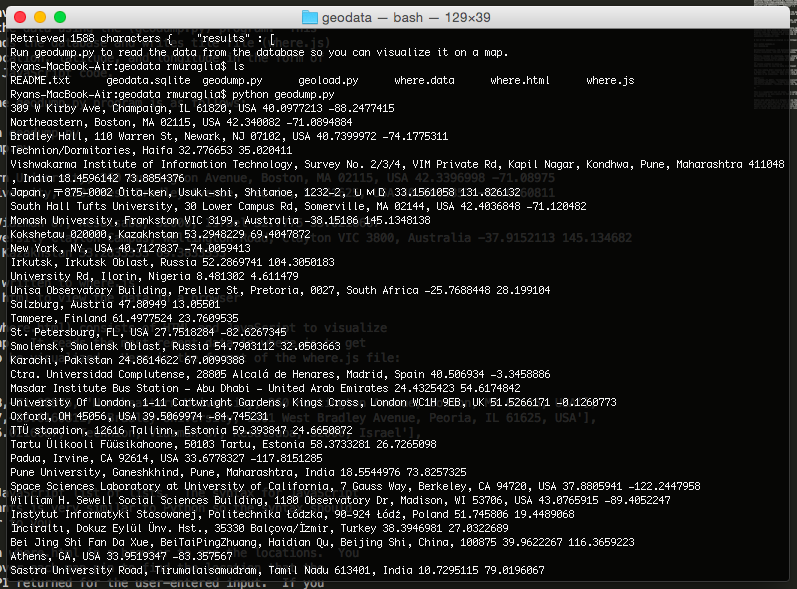 geodata — bash — 129×39
Retrieved 1588 characters {    "results" : [
Run geodump.py to read the data from the database so you can visualize it on a map.
Ryans-MacBook-Air:geodata rmuraglia$ ls
README.txt     geodata.sqlite  geodump.py     geoload.py     where.data     where.html     where.js
Ryans-MacBook-Air:geodata rmuraglia$ python geodump.py
309 W Kirby Ave, Champaign, IL 61820, USA 40.0977213 -88.2477415
Northeastern, Boston, MA 02115, USA 42.340082 -71.0894884
Bradley Hall, 110 Warren St, Newark, NJ 07102, USA 40.7399972 -74.1775311
Technion/Dormitories, Haifa 32.776653 35.020411
Vishwakarma Institute of Information Technology, Survey No. 2/3/4, VIM Private Rd, Kapil Nagar, Kondhwa, Pune, Maharashtra 411048
, India 18.4596142 73.8854376
Japan, 〒875-0002 Ōita-ken, Usuki-shi, Shitanoe, 1232-2, ＵＭＤ 33.1561058 131.826132
South Hall Tufts University, 30 Lower Campus Rd, Somerville, MA 02144, USA 42.4036848 -71.120482
Monash University, Frankston VIC 3199, Australia -38.15186 145.1348138
Kokshetau 020000, Kazakhstan 53.2948229 69.4047872
New York, NY, USA 40.7127837 -74.0059413
Irkutsk, Irkutsk Oblast, Russia 52.2869741 104.3050183
University Rd, Ilorin, Nigeria 8.481302 4.611479
Unisa Observatory Building, Preller St, Pretoria, 0027, South Africa -25.7688448 28.199104
Salzburg, Austria 47.80949 13.05501
Tampere, Finland 61.4977524 23.7609535
St. Petersburg, FL, USA 27.7518284 -82.6267345
Smolensk, Smolensk Oblast, Russia 54.7903112 32.0503663
Karachi, Pakistan 24.8614622 67.0099388
Ctra. Universidad Complutense, 28805 Alcalá de Henares, Madrid, Spain 40.506934 -3.3458886
Masdar Institute Bus Station - Abu Dhabi - United Arab Emirates 24.4325423 54.6174842
University Of London, 1-11 Cartwright Gardens, Kings Cross, London WC1H 9EB, UK 51.5266171 -0.1260773
Oxford, OH 45056, USA 39.5069974 -84.745231
TTÜ staadion, 12616 Tallinn, Estonia 59.393847 24.6650872
Tartu Ülikooli Füüsikahoone, 50103 Tartu, Estonia 58.3733281 26.7265098
Padua, Irvine, CA 92614, USA 33.6778327 -117.8151285
Pune University, Ganeshkhind, Pune, Maharashtra, India 18.5544976 73.8257325
Space Sciences Laboratory at University of California, 7 Gauss Way, Berkeley, CA 94720, USA 37.8805941 -122.2447958
William H. Sewell Social Sciences Building, 1180 Observatory Dr, Madison, WI 53706, USA 43.0765915 -89.4052247
Instytut Informatyki Stosowanej, Politechniki Łódzka, 90-924 Łódź, Poland 51.745806 19.4489068
İnciraltı, Dokuz Eylül Ünv. Hst., 35330 Balçova/İzmir, Turkey 38.3946981 27.0322689
Bei Jing Shi Fan Da Xue, BeiTaiPingZhuang, Haidian Qu, Beijing Shi, China, 100875 39.9622267 116.3659223
Athens, GA, USA 33.9519347 -83.357567
Sastra University Road, Tirumalaisamudram, Tamil Nadu 613401, India 10.7295115 79.0196067